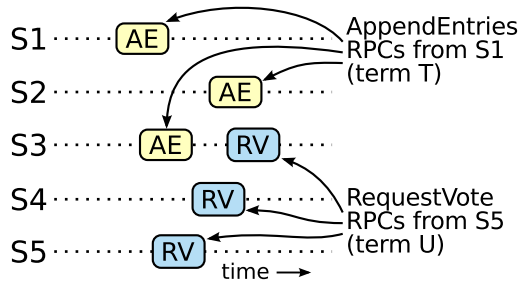 S1 AE
S2 AE
S3 AE RV
S4 RV
S5 RV
AppendEntries
RPCs from S1
(term T)
RequestVote
RPCs from S5
(term U)
time